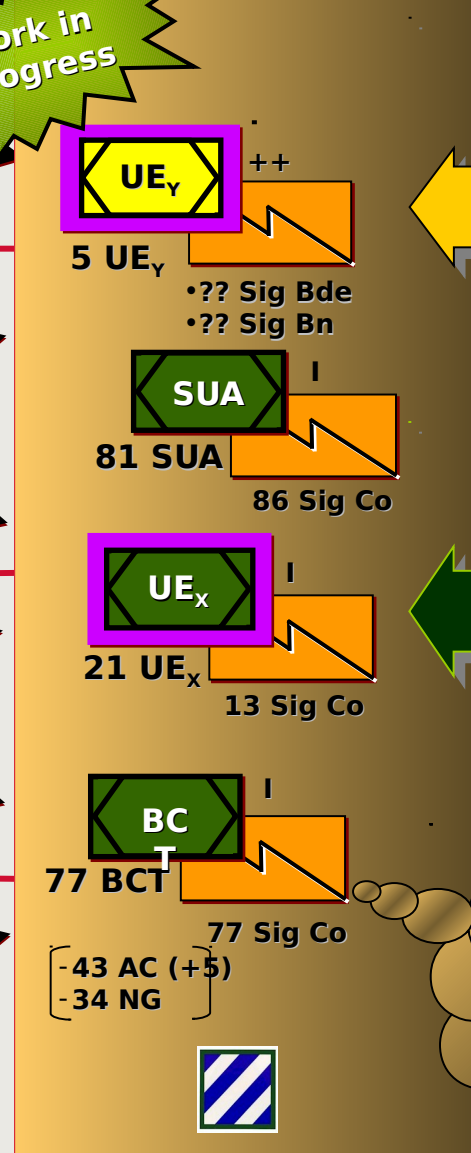 ork in
ogress
++
UEY
5 UEY
•?? Sig Bde
•?? Sig Bn
I
SUA
81 SUA
86 Sig Co
I
UEX
21 UEX
13 Sig Co
I
BC
T
77 BCT
77 Sig Co
-43 AC (+5)
-34 NG